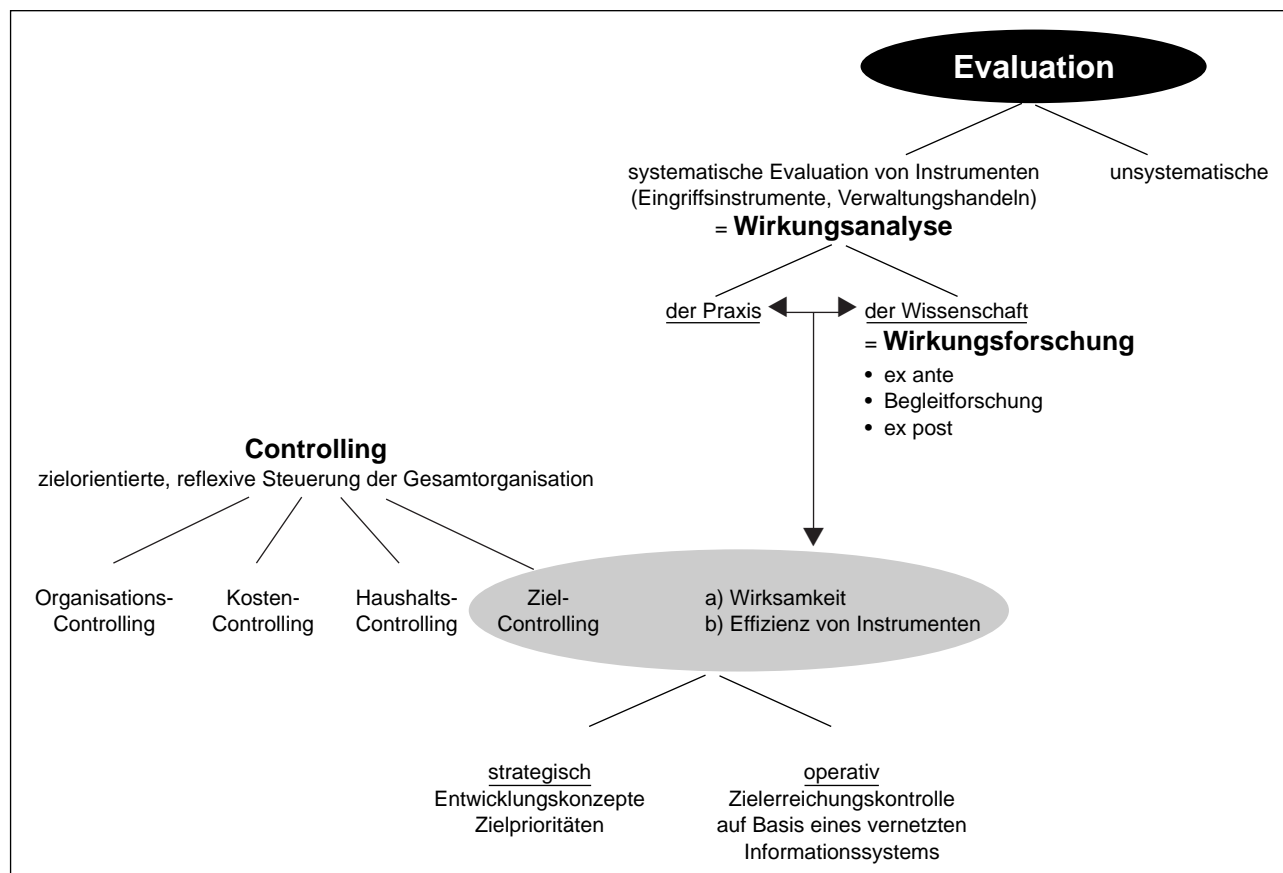 Evaluation
systematische Evaluation von Instrumenten
(Eingriffsinstrumente, Verwaltungshandeln)
= Wirkungsanalyse
unsystematische
der Praxis
der Wissenschaft
= Wirkungsforschung
• ex ante
• Begleitforschung
• ex post
Controlling
zielorientierte, reflexive Steuerung der Gesamtorganisation
Organisations-
Controlling
Kosten-
Controlling
Haushalts-
Controlling
Ziel-
Controlling
a) Wirksamkeit
b) Effizienz von Instrumenten
strategisch
Entwicklungskonzepte
Zielprioritäten
operativ
Zielerreichungskontrolle
auf Basis eines vernetzten
Informationssystems